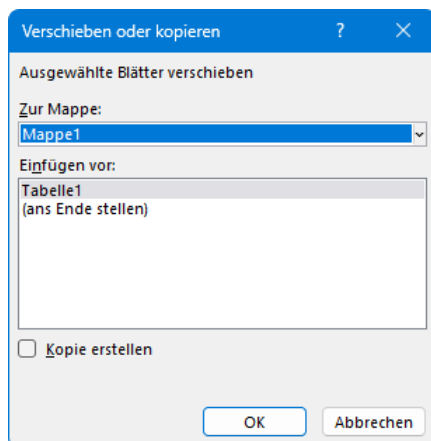 Verschieben oder kopieren ?
Ausgewählte Blätter verschieben
Zur Mappe:
Mappe1
Einfügen vor:
Tabelle1
(ans Ende stellen)
Kopie erstellen
OK Abbrechen